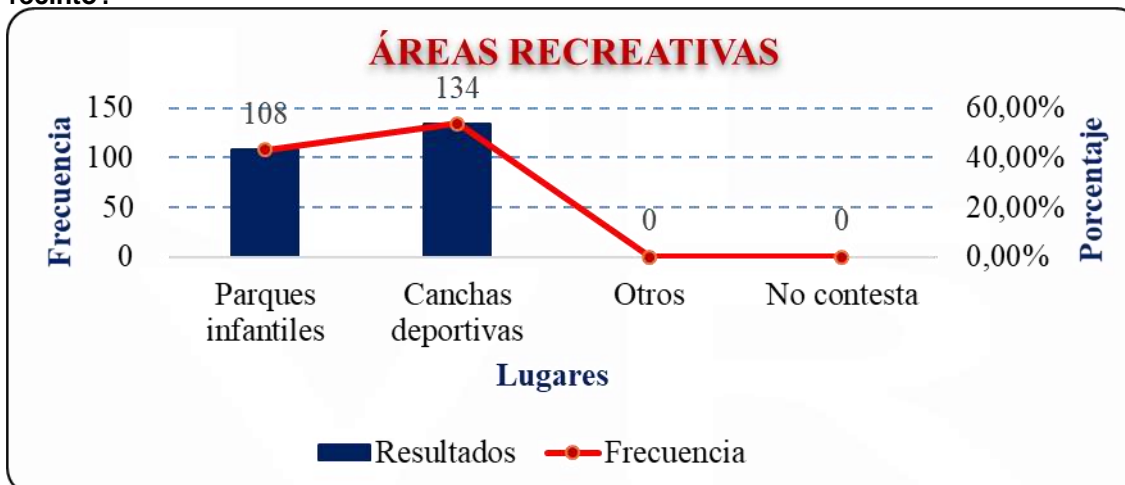 recinto?
ÁREAS RECREATIVAS
134
150 108 60,00%
100 40,00%
50 0 0 20,00%
0 0,00%
Frecuencia
Porcentaje
Parques infantiles
Canchas deportivas
Otros
No contesta
Lugares
Resultados Frecuencia